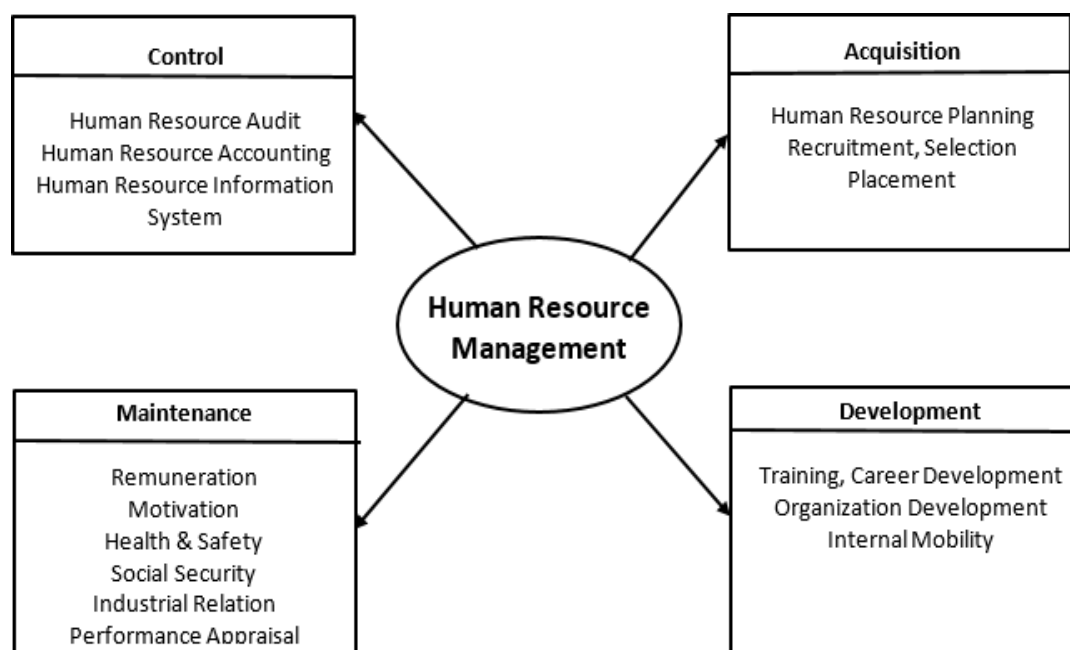 Control
Human Resource Audit
Human Resource Accounting
Human Resource Information
System
Acquisition
Human Resource Planning
Recruitment, Selection
Placement
Human Resource
Management
Maintenance
Remuneration
Motivation
Health & Safety
Social Security
Industrial Relation
Performance Appraisal
Development
Training, Career Development
Organization Development
Internal Mobility